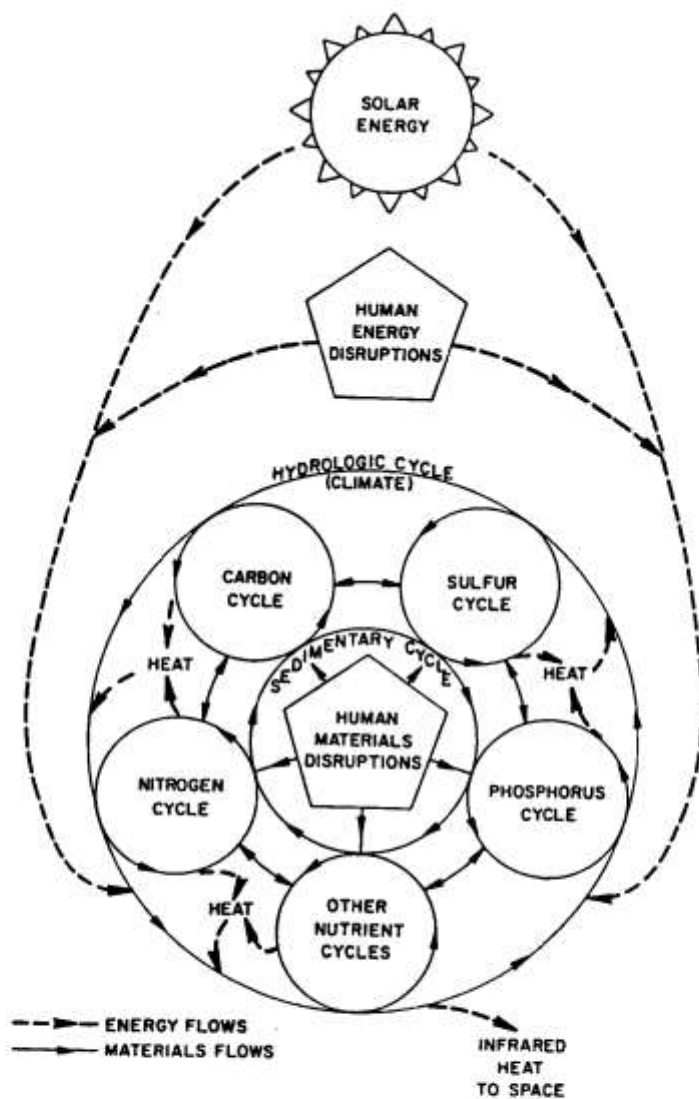 SOLAR
ENERGY
HUMAN
ENERGY
DISRUPTIONS
HYDROLOGIC CYCLE
(CLIMATE)
CARBON
CYCLE
SULFUR
CYCLE
SEDIMENTARY CYCLE
HEAT
HEAT
HUMAN
MATERIALS
DISRUPTIONS
NITROGEN
CYCLE
PHOSPHORUS
CYCLE
HEAT
OTHER
NUTRIENT
CYCLES
ENERGY FLOWS
MATERIALS FLOWS
INFRARED
HEAT
TO SPACE